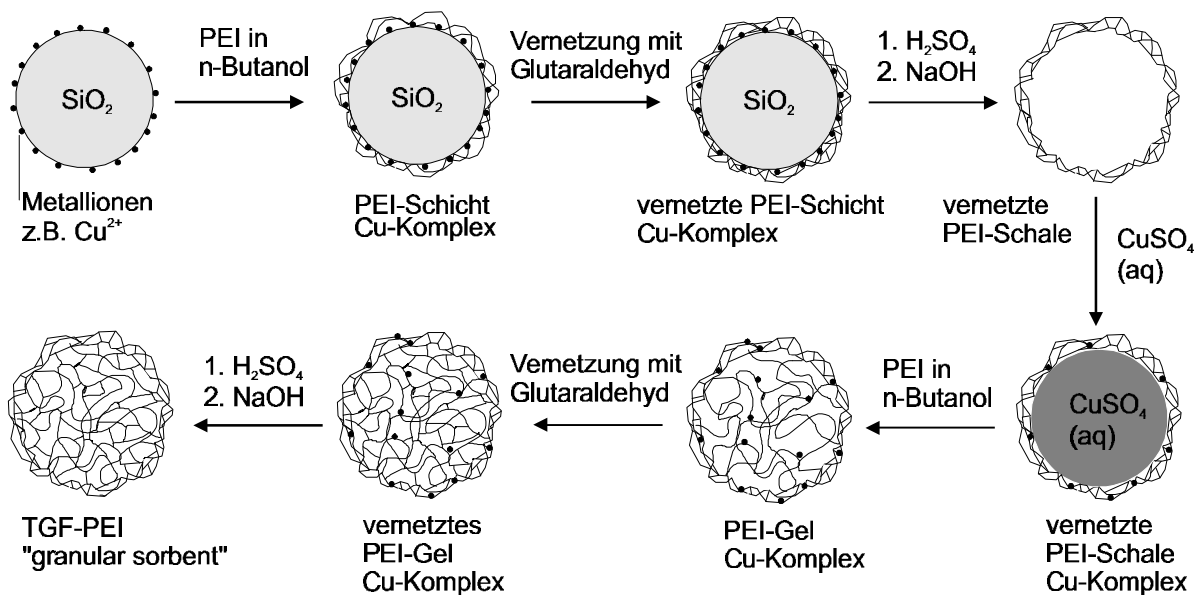 SiO₂
Metallionen
z.B. Cu²⁺
PEI in
n-Butanol
SiO₂
PEI-Schicht
Cu-Komplex
Vernetzung mit
Glutaraldehyd
SiO₂
vernetzte PEI-Schicht
Cu-Komplex
1. H₂SO₄
2. NaOH
vernetzte
PEI-Schale
CuSO₄
(aq)
CuSO₄
(aq)
vernetzte
PEI-Schale
Cu-Komplex
PEI in
n-Butanol
PEI-Gel
Cu-Komplex
Vernetzung mit
Glutaraldehyd
vernetztes
PEI-Gel
Cu-Komplex
1. H₂SO₄
2. NaOH
TGF-PEI
"granular sorbent"